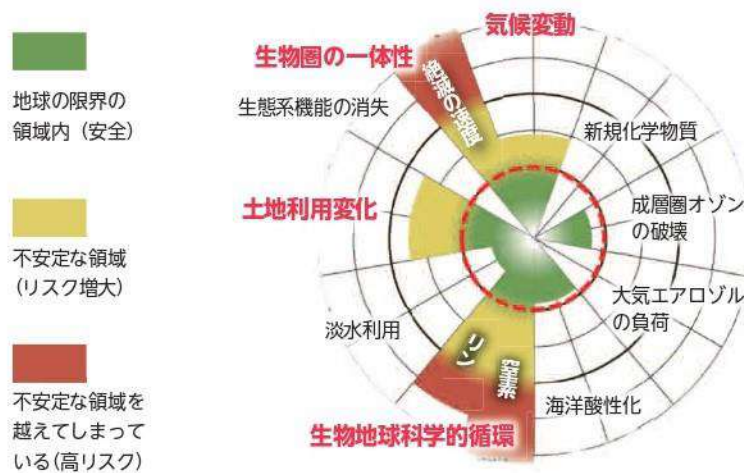 地球の限界の
領域内（安全）
不安定な領域
（リスク増大）
不安定な領域を
越えてしまって
いる（高リスク）
気候変動
生物圏の一体性
絶滅の速度
生態系機能の消失
新規化学物質
土地利用変化
成層圏オゾン
の破壊
大気エアロゾル
の負荷
淡水利用
リン
窒素
海洋酸性化
生物地球科学的循環